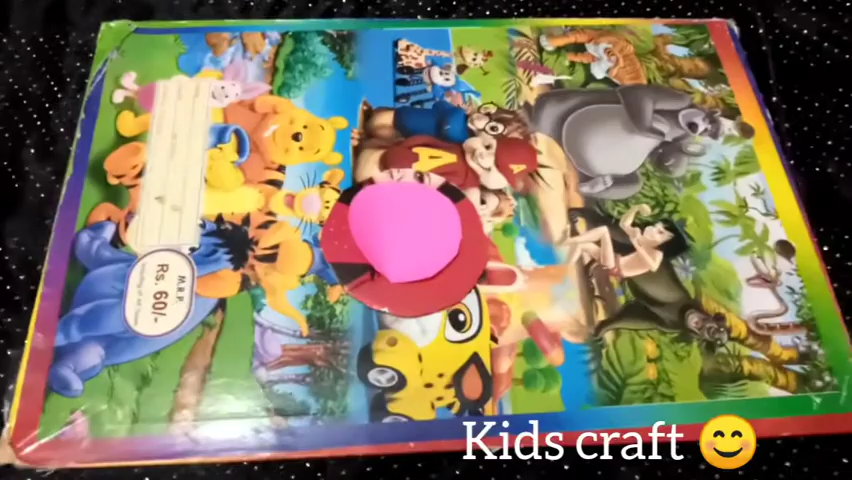 M.R.P.
Rs. 60/-
A
A
Kids craft 😊